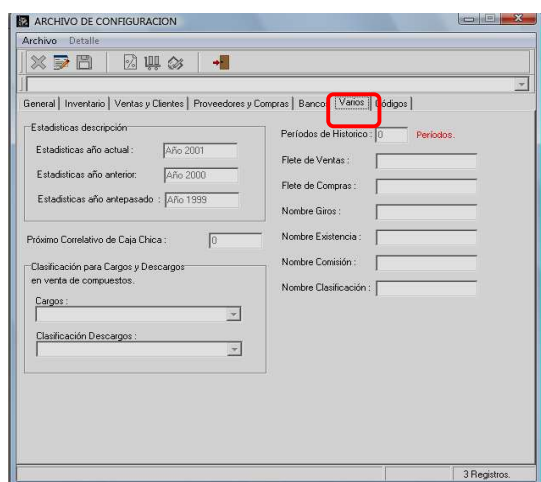 ARCHIVO DE CONFIGURACION
Archivo Detalle
General Inventario Ventas y Clientes Proveedores y Compras Banco Varios Códigos
Estadisticas descripción
Estadisticas año actual : Año 2001
Estadisticas año anterior: Año 2000
Estadisticas año antepasado : Año 1999
Próximo Correlativo de Caja Chica : 0
Clasificación para Cargos y Descargos
en venta de compuestos.
Cargos :
Clasificación Descargos :
Períodos de Historico : 0 Períodos.
Flete de Ventas :
Flete de Compras :
Nombre Giros :
Nombre Existencia :
Nombre Comisión :
Nombre Clasificación :
3 Registros.